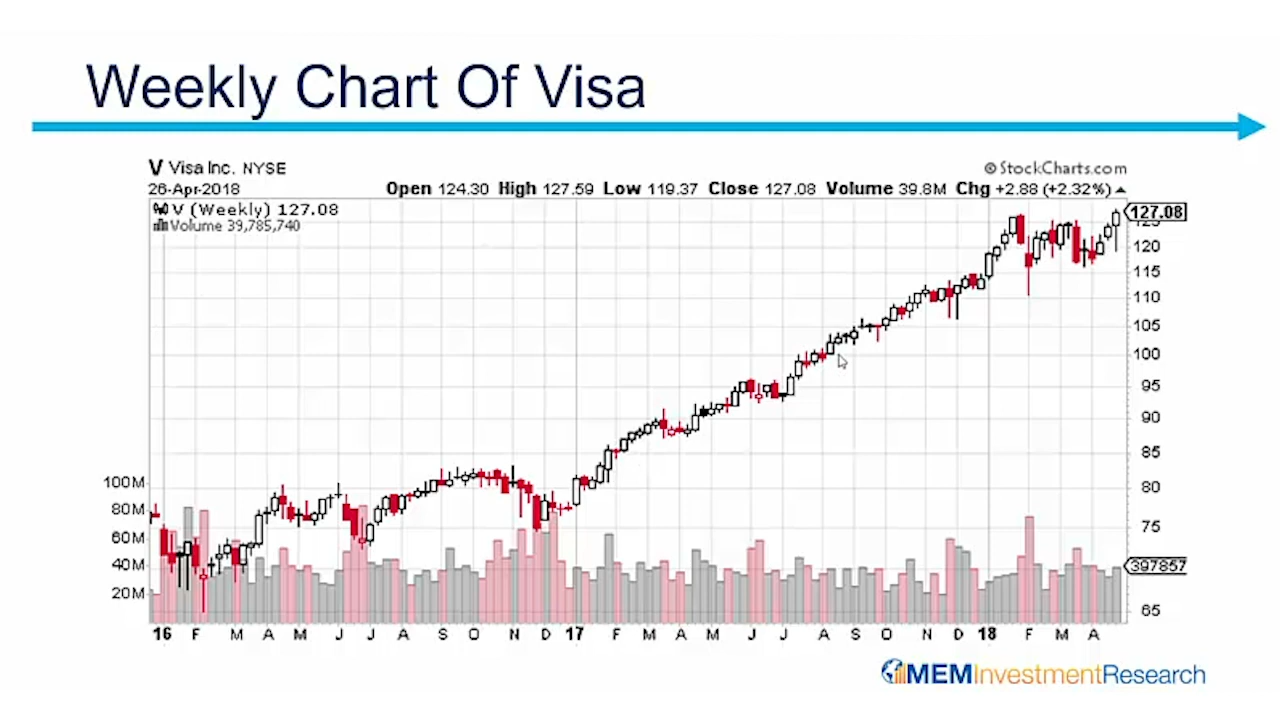 Weekly Chart Of Visa
V Visa Inc. NYSE
© StockCharts.com
26-Apr-2018
Open 124.30 High 127.59 Low 119.37 Close 127.08 Volume 39.8M Chg +2.88 (+2.32%)
V (Weekly) 127.08
Volume 39,785,740
127.08
120
115
110
105
100
95
90
85
80
75
65
100M
80M
60M
40M
20M
397857
16 F M A M J J A S O N D 17 F M A M J J A S O N D 18 F M A
MEMInvestmentResearch